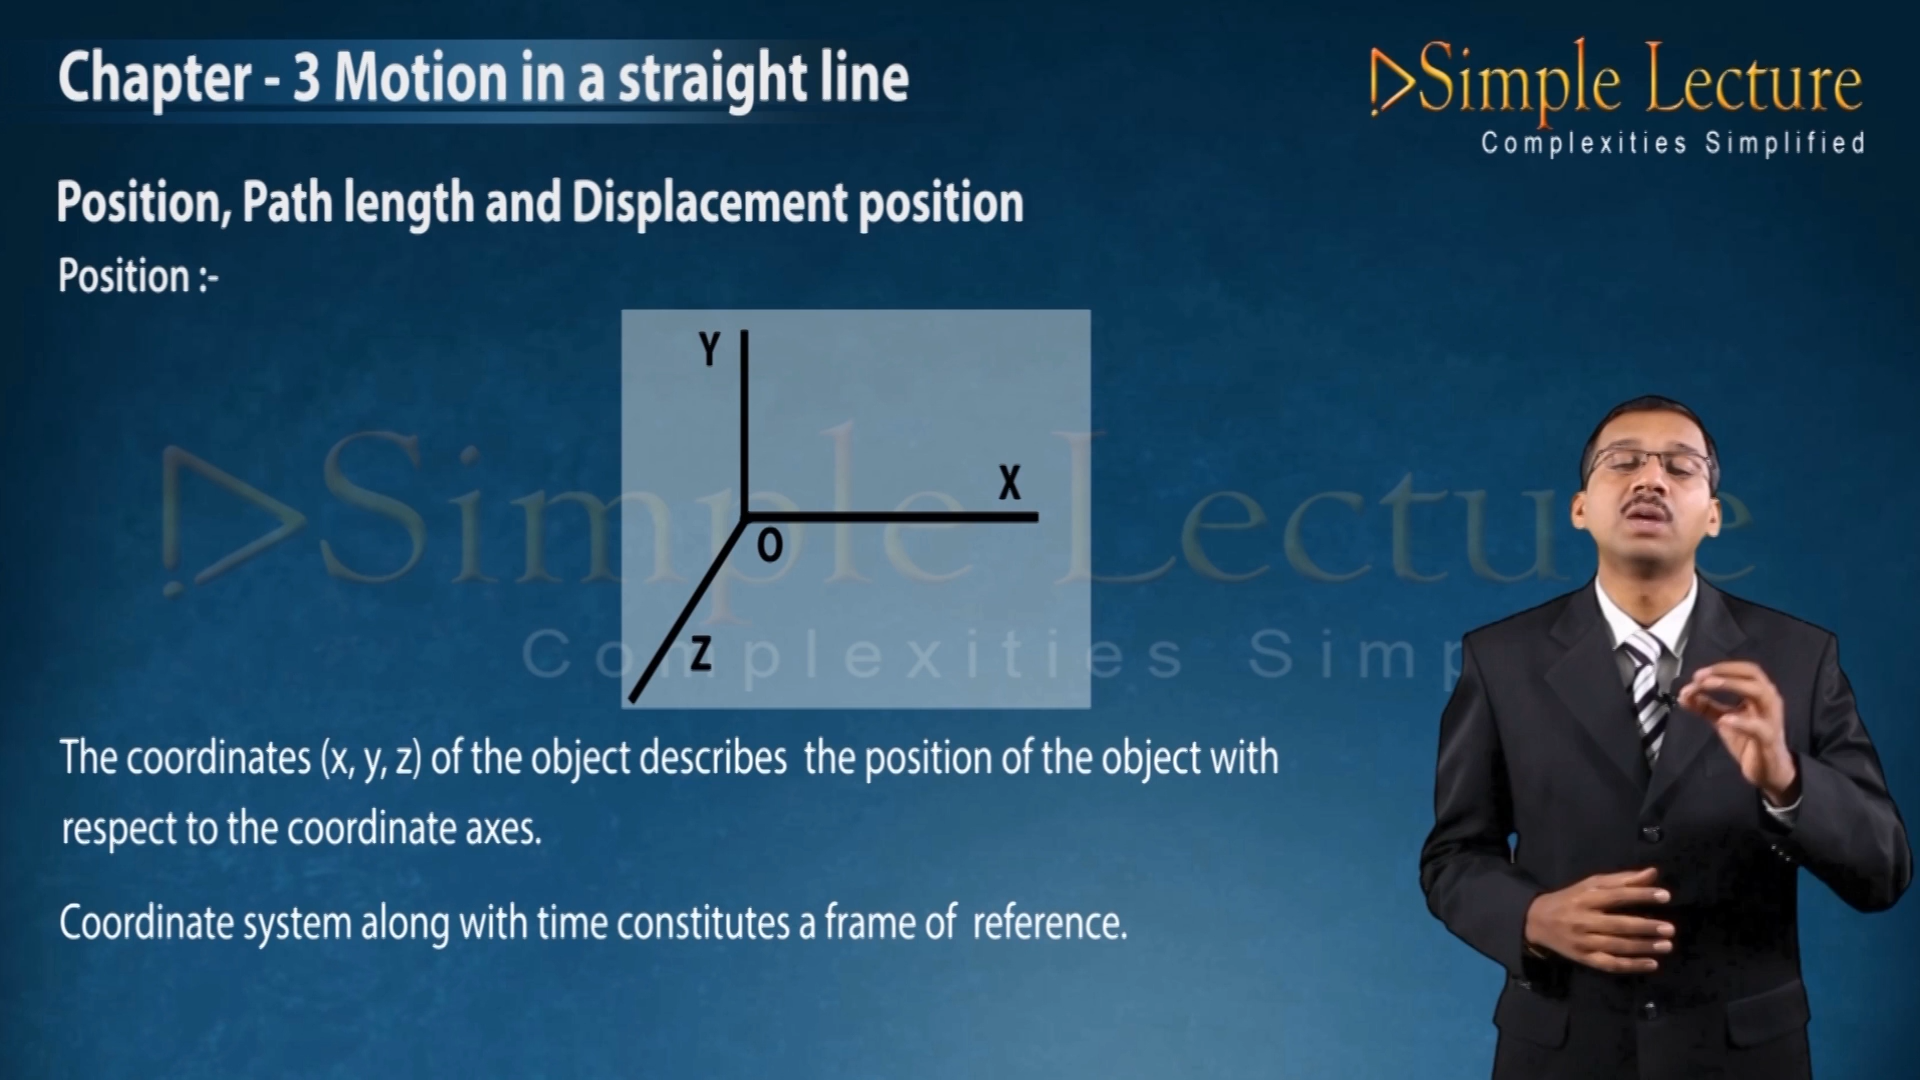 Chapter - 3 Motion in a straight line
Simple Lecture
Complexities Simplified
Position, Path length and Displacement position
Position :-
Y
X
O
Z
Simple Lecture
Complexities Simp
The coordinates (x, y, z) of the object describes the position of the object with
respect to the coordinate axes.
Coordinate system along with time constitutes a frame of reference.